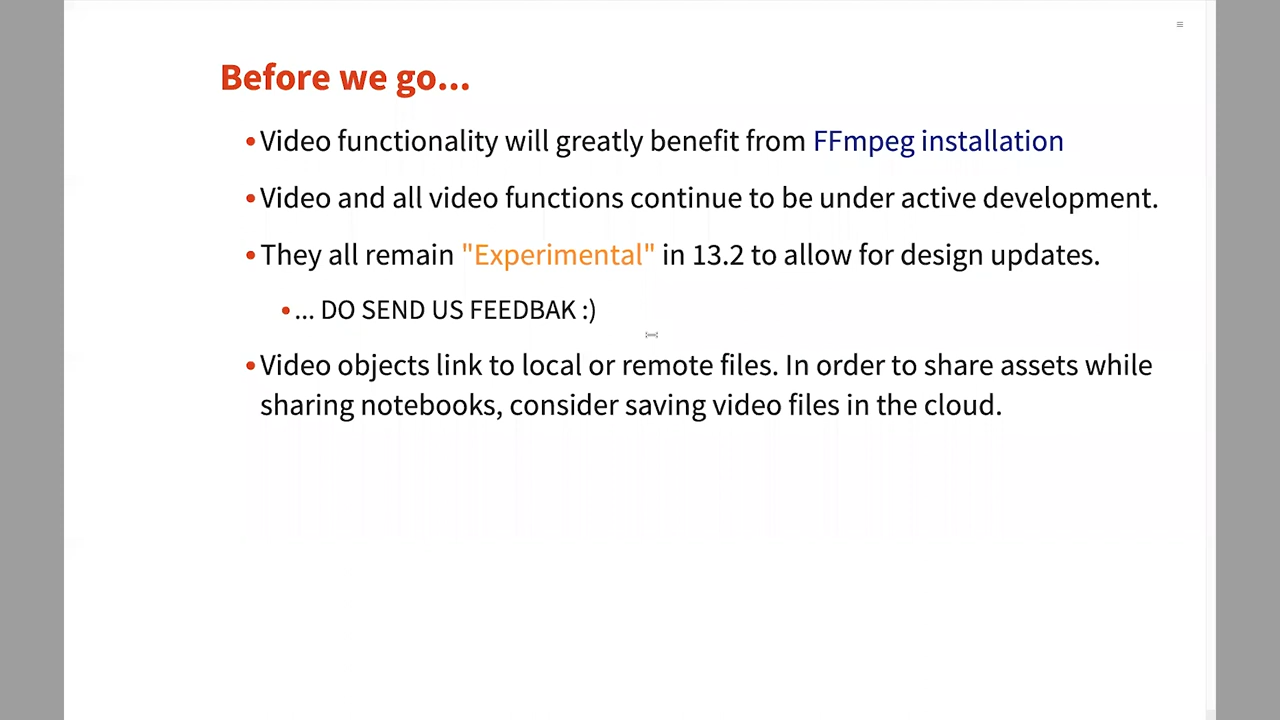 Before we go...
•Video functionality will greatly benefit from FFmpeg installation
•Video and all video functions continue to be under active development.
•They all remain "Experimental" in 13.2 to allow for design updates.
•... DO SEND US FEEDBAK :)
•Video objects link to local or remote files. In order to share assets while
sharing notebooks, consider saving video files in the cloud.